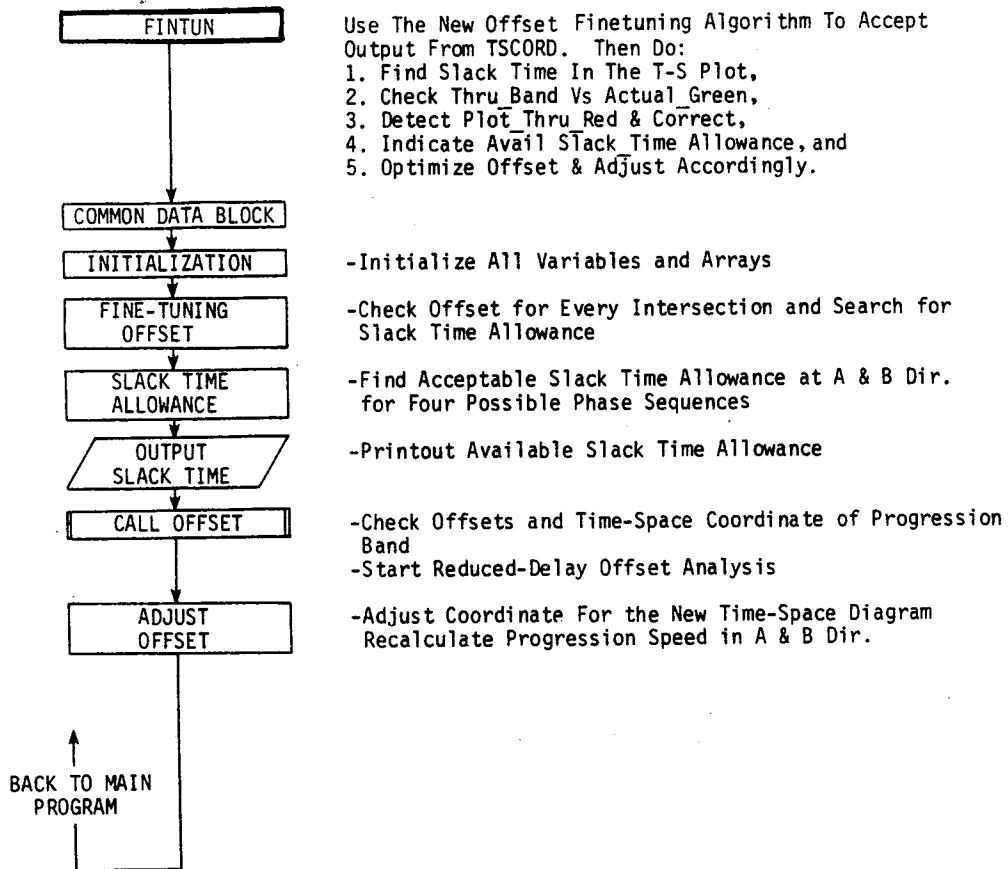 FINTUN
Use The New Offset Finetuning Algorithm To Accept
Output From TSCORD. Then Do:
1. Find Slack Time In The T-S Plot,
2. Check Thru_Band Vs Actual_Green,
3. Detect Plot_Thru_Red & Correct,
4. Indicate Avail Slack_Time Allowance, and
5. Optimize Offset & Adjust Accordingly.
COMMON DATA BLOCK
INITIALIZATION
-Initialize All Variables and Arrays
FINE-TUNING
OFFSET
-Check Offset for Every Intersection and Search for
Slack Time Allowance
SLACK TIME
ALLOWANCE
-Find Acceptable Slack Time Allowance at A & B Dir.
for Four Possible Phase Sequences
OUTPUT
SLACK TIME
-Printout Available Slack Time Allowance
CALL OFFSET
-Check Offsets and Time-Space Coordinate of Progression
Band
-Start Reduced-Delay Offset Analysis
ADJUST
OFFSET
-Adjust Coordinate For the New Time-Space Diagram
Recalculate Progression Speed in A & B Dir.
BACK TO MAIN
PROGRAM